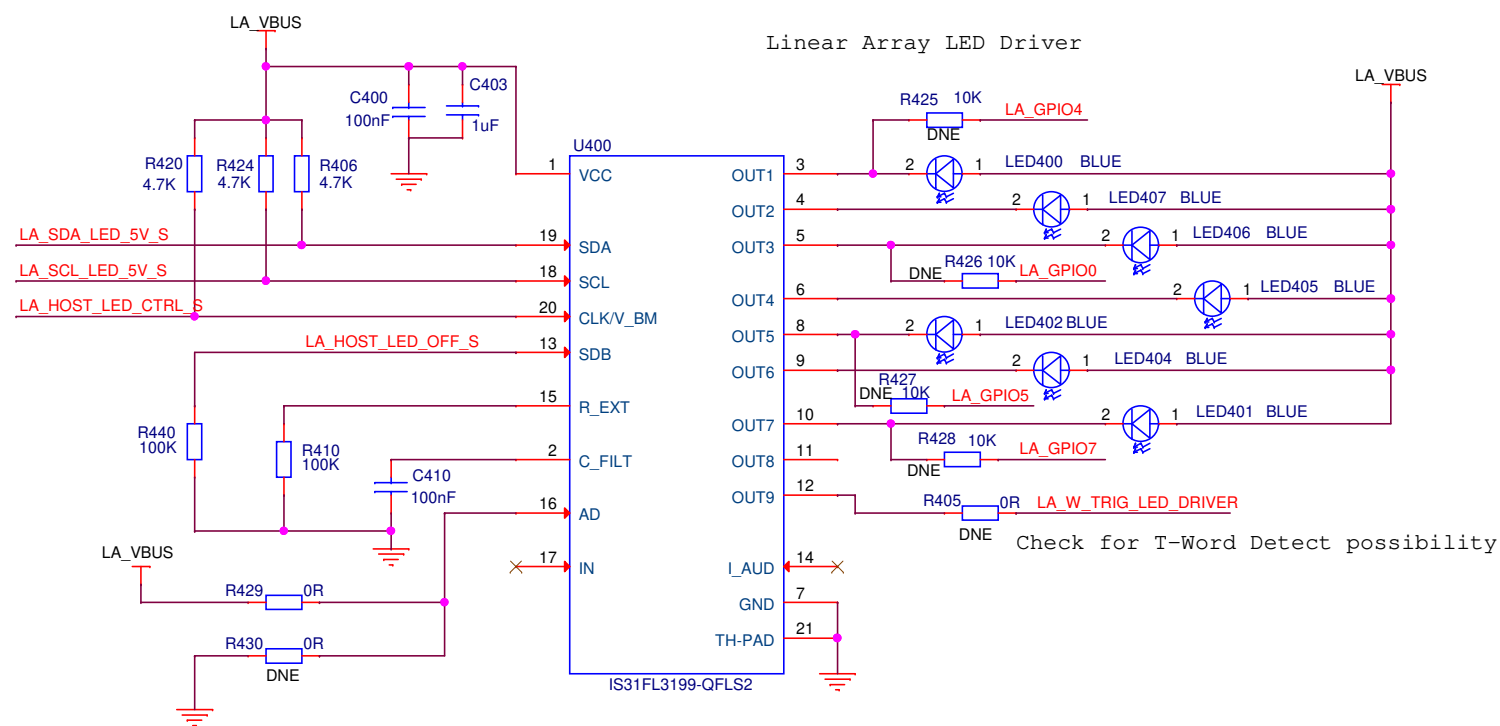 LA_VBUS
Linear Array LED Driver
LA_VBUS
C400
100nF
C403
1uF
R425 10K
LA_GPIO4
DNE
R420
4.7K
R424
4.7K
R406
4.7K
U400
1 VCC
OUT1 3
2 1 LED400 BLUE
OUT2 4
2 1 LED407 BLUE
LA_SDA_LED_5V_S
19 SDA
OUT3 5
2 1 LED406 BLUE
DNE R426 10K LA_GPIO0
LA_SCL_LED_5V_S
18 SCL
OUT4 6
2 1 LED405 BLUE
LA_HOST_LED_CTRL_S
20 CLK/V_BM
OUT5 8
2 1 LED402 BLUE
LA_HOST_LED_OFF_S
13 SDB
OUT6 9
2 1 LED404 BLUE
R427
DNE 10K LA_GPIO5
15 R_EXT
OUT7 10
2 1 LED401 BLUE
R440
100K
R410
100K
R428 10K LA_GPIO7
DNE
2 C_FILT
OUT8 11
C410
100nF
OUT9 12
R405 0R LA_W_TRIG_LED_DRIVER
DNE
Check for T-Word Detect possibility
16 AD
LA_VBUS
17 IN
I_AUD 14
R429 0R
GND 7
R430 0R
DNE
TH-PAD 21
IS31FL3199-QFLS2